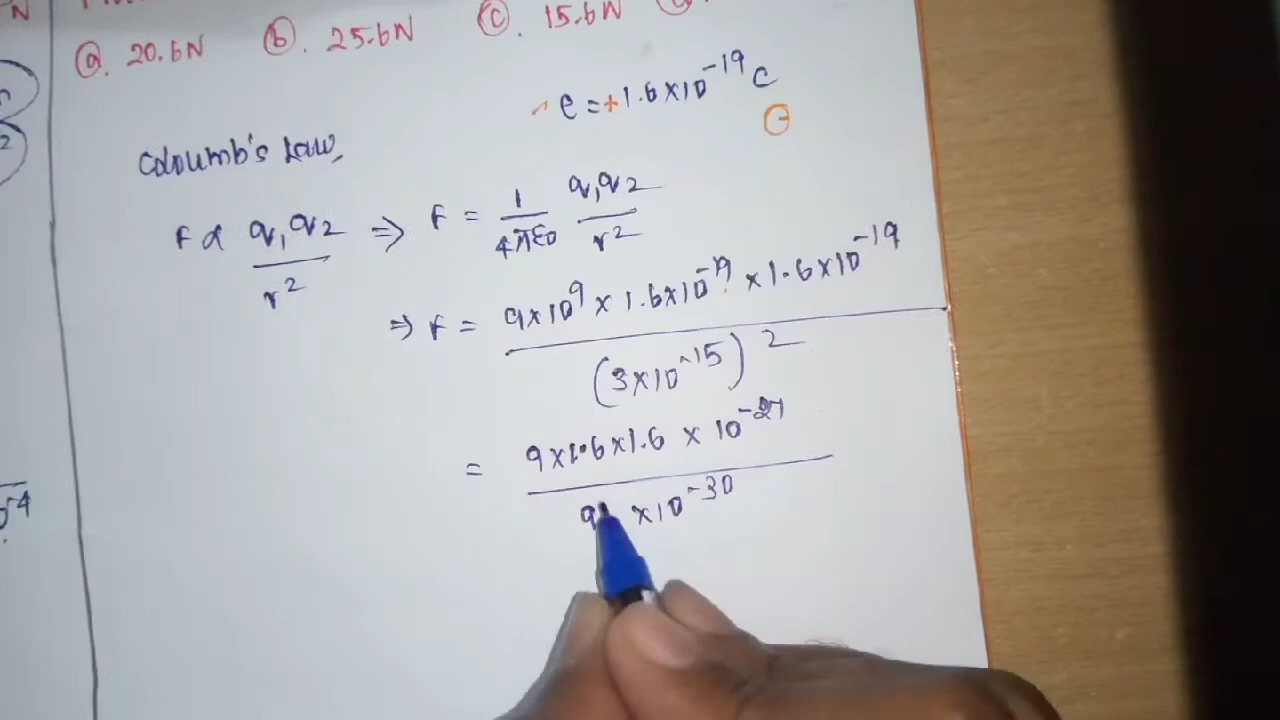 N
ⓐ. 20.6N ⓑ. 25.6N ⓒ. 15.6N
- e = +1.6×10⁻¹⁹ C
⊖
Coloumb's Law,
F ∝ q₁q₂/r² ⇒ F = 1/4πε₀ q₁q₂/r²
⇒ F = 9×10⁹ × 1.6×10⁻¹⁹ × 1.6×10⁻¹⁹ / (3×10⁻¹⁵)²
= 9×1.6×1.6 × 10⁻²⁹ / 9 ×10⁻³⁰